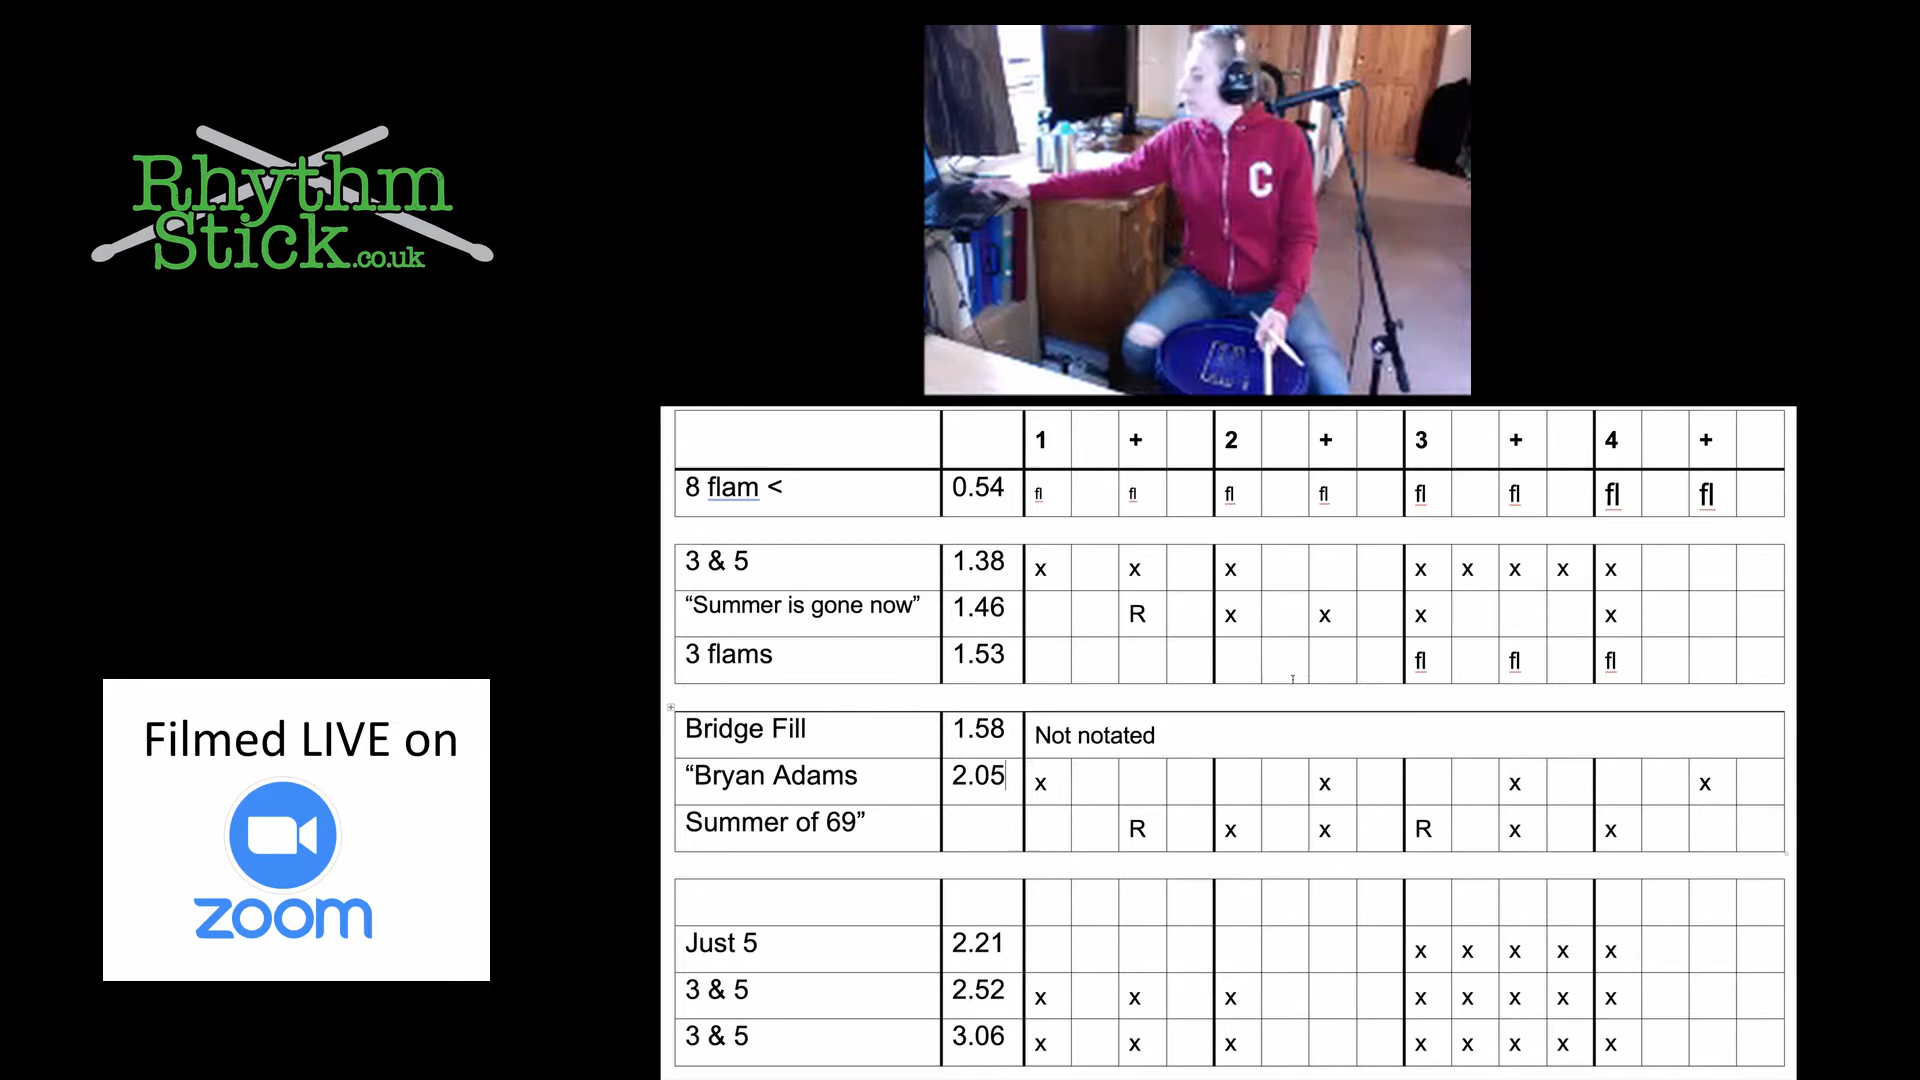 Rhythm
Stick.co.uk
C
1 + 2 + 3 + 4 +
8 flam < 0.54 fl fl fl fl fl fl fl fl
3 & 5 1.38 x x x x x x x x
“Summer is gone now” 1.46 R x x x x
3 flams 1.53 fl fl fl
Bridge Fill 1.58 Not notated
“Bryan Adams 2.05 x x x x
Summer of 69” R x x R x x
Just 5 2.21 x x x x x
3 & 5 2.52 x x x x x x x x
3 & 5 3.06 x x x x x x x x
Filmed LIVE on
zoom